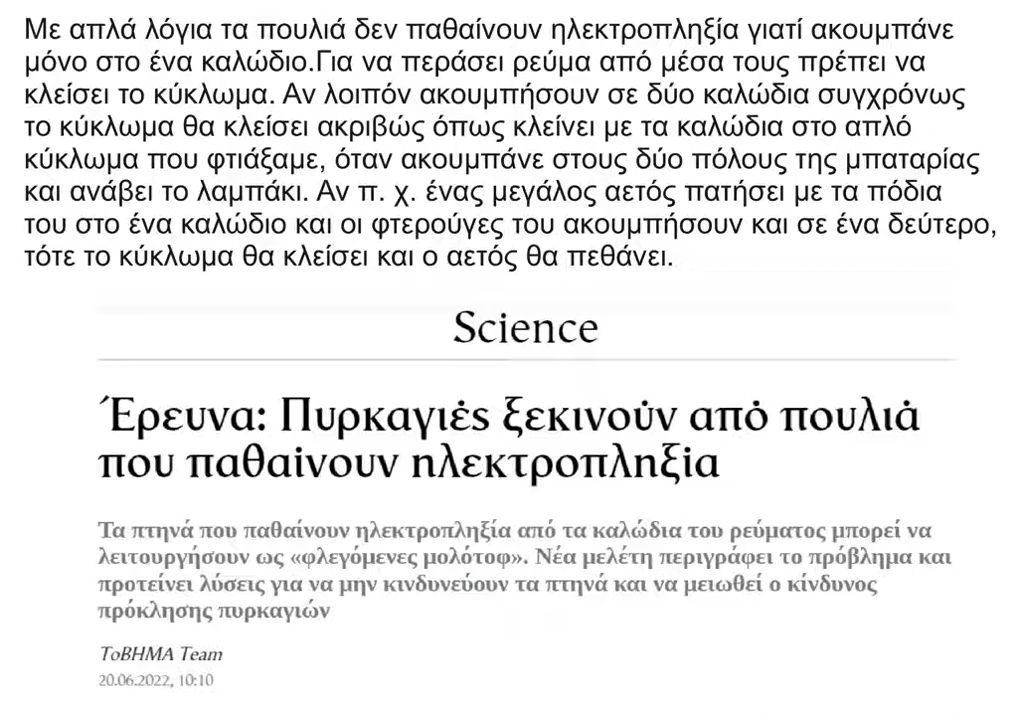 Με απλά λόγια τα πουλιά δεν παθαίνουν ηλεκτροπληξία γιατί ακουμπάνε
μόνο στο ένα καλώδιο.Για να περάσει ρεύμα από μέσα τους πρέπει να
κλείσει το κύκλωμα. Αν λοιπόν ακουμπήσουν σε δύο καλώδια συγχρόνως
το κύκλωμα θα κλείσει ακριβώς όπως κλείνει με τα καλώδια στο απλό
κύκλωμα που φτιάξαμε, όταν ακουμπάνε στους δύο πόλους της μπαταρίας
και ανάβει το λαμπάκι. Αν π. χ. ένας μεγάλος αετός πατήσει με τα πόδια
του στο ένα καλώδιο και οι φτερούγες του ακουμπήσουν και σε ένα δεύτερο,
τότε το κύκλωμα θα κλείσει και ο αετός θα πεθάνει.
Science
Έρευνα: Πυρκαγιές ξεκινούν από πουλιά
που παθαίνουν ηλεκτροπληξία
Τα πτηνά που παθαίνουν ηλεκτροπληξία από τα καλώδια του ρεύματος μπορεί να
λειτουργήσουν ως «φλεγόμενες μολότοφ». Νέα μελέτη περιγράφει το πρόβλημα και
προτείνει λύσεις για να μην κινδυνεύουν τα πτηνά και να μειωθεί ο κίνδυνος
πρόκλησης πυρκαγιών
ΤοΒΗΜΑ Team
20.06.2022, 10:10